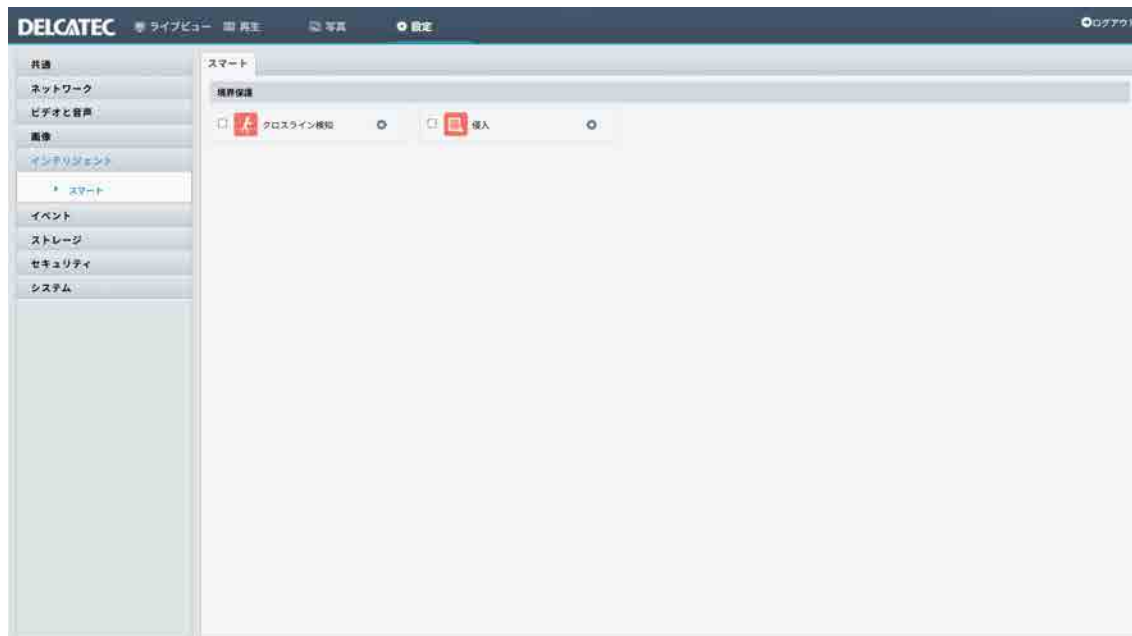 DELCATEC ライブビュー 再生 写真 設定 ログアウト
共通
ネットワーク
ビデオと音声
画像
インテリジェント
スマート
イベント
ストレージ
セキュリティ
システム
スマート
境界保護
クロスライン検知 侵入